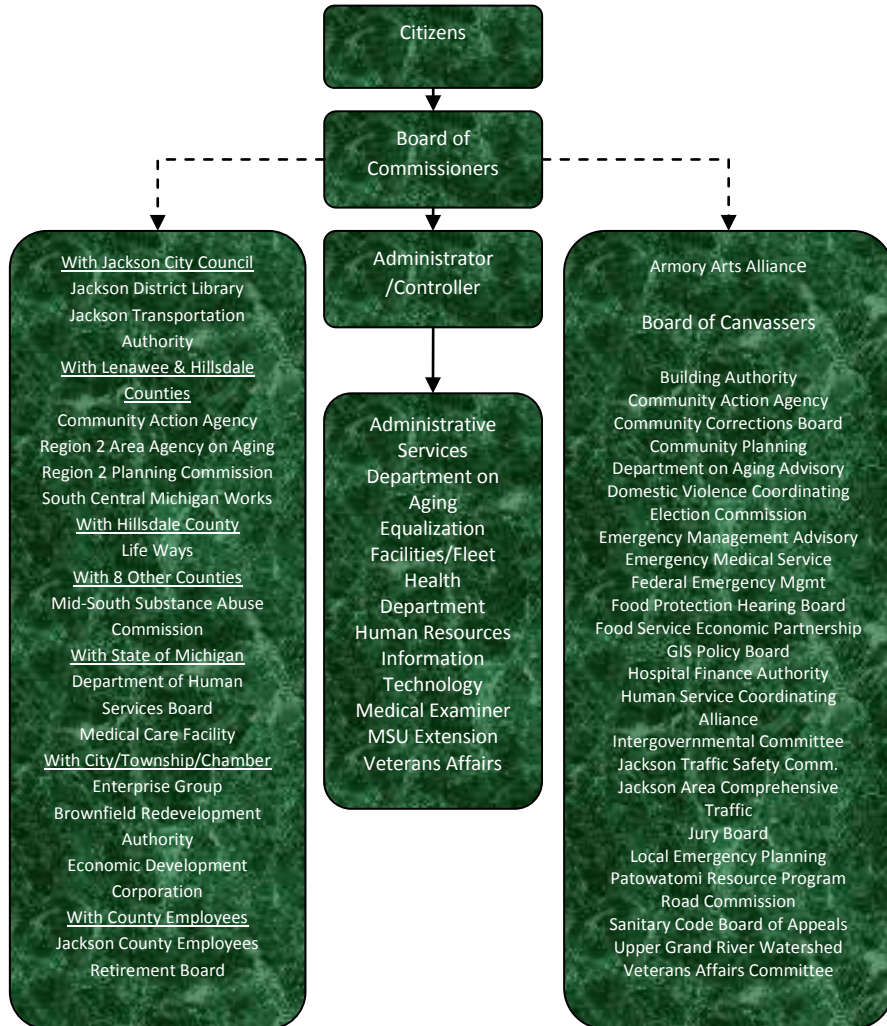 Citizens
Board of
Commissioners
With Jackson City Council
Jackson District Library
Jackson Transportation
Authority
With Lenawee & Hillsdale
Counties
Community Action Agency
Region 2 Area Agency on Aging
Region 2 Planning Commission
South Central Michigan Works
With Hillsdale County
Life Ways
With 8 Other Counties
Mid-South Substance Abuse
Commission
With State of Michigan
Department of Human
Services Board
Medical Care Facility
With City/Township/Chamber
Enterprise Group
Brownfield Redevelopment
Authority
Economic Development
Corporation
With County Employees
Jackson County Employees
Retirement Board
Administrator
/Controller
Administrative
Services
Department on
Aging
Equalization
Facilities/Fleet
Health
Department
Human Resources
Information
Technology
Medical Examiner
MSU Extension
Veterans Affairs
Armory Arts Alliance
Board of Canvassers
Building Authority
Community Action Agency
Community Corrections Board
Community Planning
Department on Aging Advisory
Domestic Violence Coordinating
Election Commission
Emergency Management Advisory
Emergency Medical Service
Federal Emergency Mgmt
Food Protection Hearing Board
Food Service Economic Partnership
GIS Policy Board
Hospital Finance Authority
Human Service Coordinating
Alliance
Intergovernmental Committee
Jackson Traffic Safety Comm.
Jackson Area Comprehensive
Traffic
Jury Board
Local Emergency Planning
Patowatomi Resource Program
Road Commission
Sanitary Code Board of Appeals
Upper Grand River Watershed
Veterans Affairs Committee